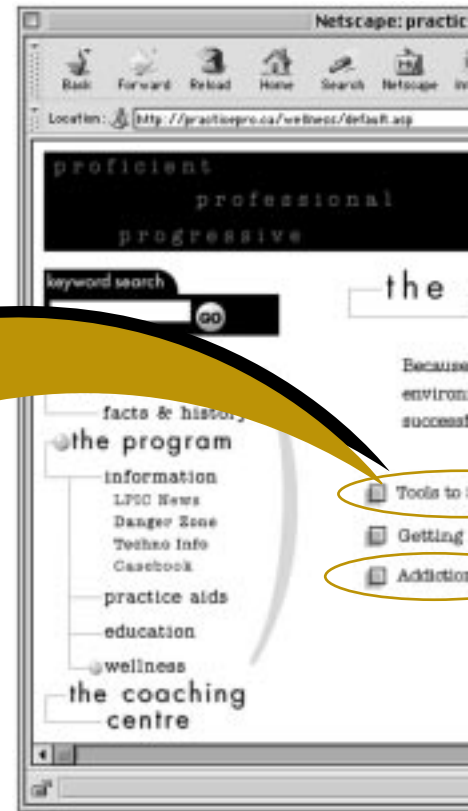 Netscape: practic
Back Forward Reload Home Search Netscape
Location: http://practicepro.ca/wellness/default.asp
proficient
professional
progressive
keyword search
GO
the
Because
environ
successf
facts & history
the program
information
LPIC News
Danger Zone
Techno Info
Casebook
practice aids
education
wellness
the coaching
centre
Tools to
Getting
Addiction